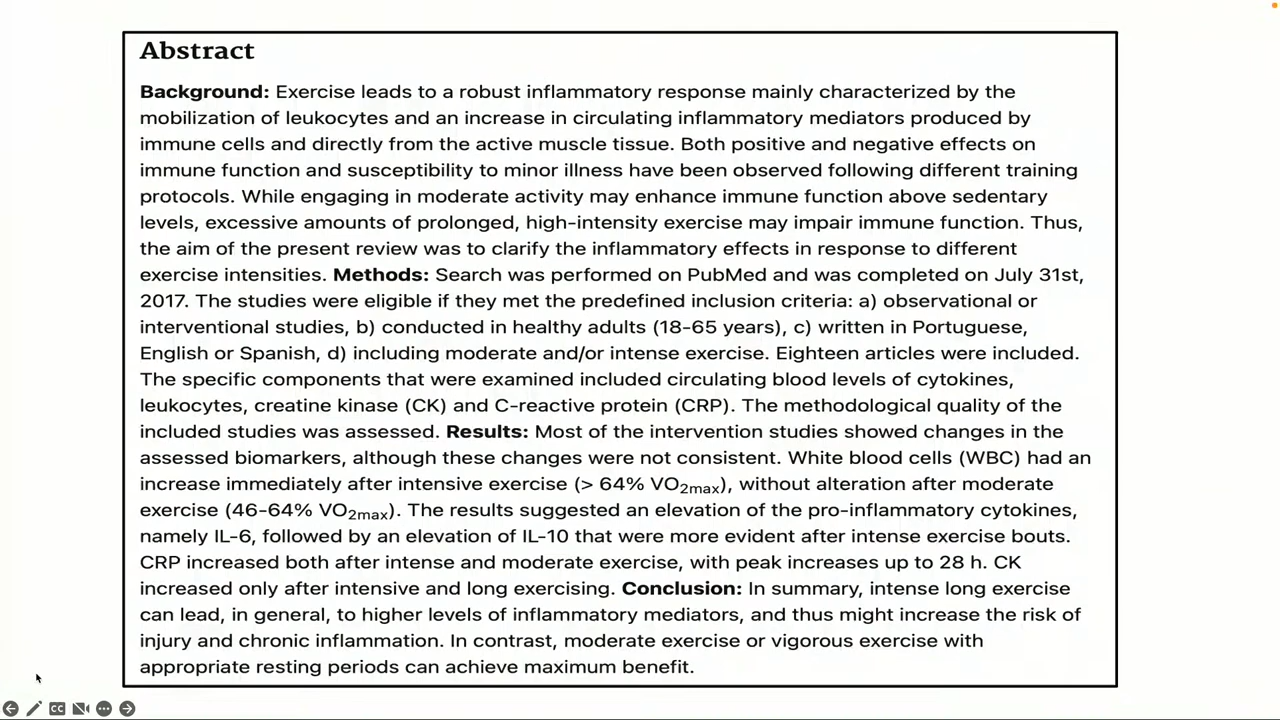 Abstract
Background: Exercise leads to a robust inflammatory response mainly characterized by the
mobilization of leukocytes and an increase in circulating inflammatory mediators produced by
immune cells and directly from the active muscle tissue. Both positive and negative effects on
immune function and susceptibility to minor illness have been observed following different training
protocols. While engaging in moderate activity may enhance immune function above sedentary
levels, excessive amounts of prolonged, high-intensity exercise may impair immune function. Thus,
the aim of the present review was to clarify the inflammatory effects in response to different
exercise intensities. Methods: Search was performed on PubMed and was completed on July 31st,
2017. The studies were eligible if they met the predefined inclusion criteria: a) observational or
interventional studies, b) conducted in healthy adults (18-65 years), c) written in Portuguese,
English or Spanish, d) including moderate and/or intense exercise. Eighteen articles were included.
The specific components that were examined included circulating blood levels of cytokines,
leukocytes, creatine kinase (CK) and C-reactive protein (CRP). The methodological quality of the
included studies was assessed. Results: Most of the intervention studies showed changes in the
assessed biomarkers, although these changes were not consistent. White blood cells (WBC) had an
increase immediately after intensive exercise (> 64% VO2max), without alteration after moderate
exercise (46-64% VO2max). The results suggested an elevation of the pro-inflammatory cytokines,
namely IL-6, followed by an elevation of IL-10 that were more evident after intense exercise bouts.
CRP increased both after intense and moderate exercise, with peak increases up to 28 h. CK
increased only after intensive and long exercising. Conclusion: In summary, intense long exercise
can lead, in general, to higher levels of inflammatory mediators, and thus might increase the risk of
injury and chronic inflammation. In contrast, moderate exercise or vigorous exercise with
appropriate resting periods can achieve maximum benefit.
CC